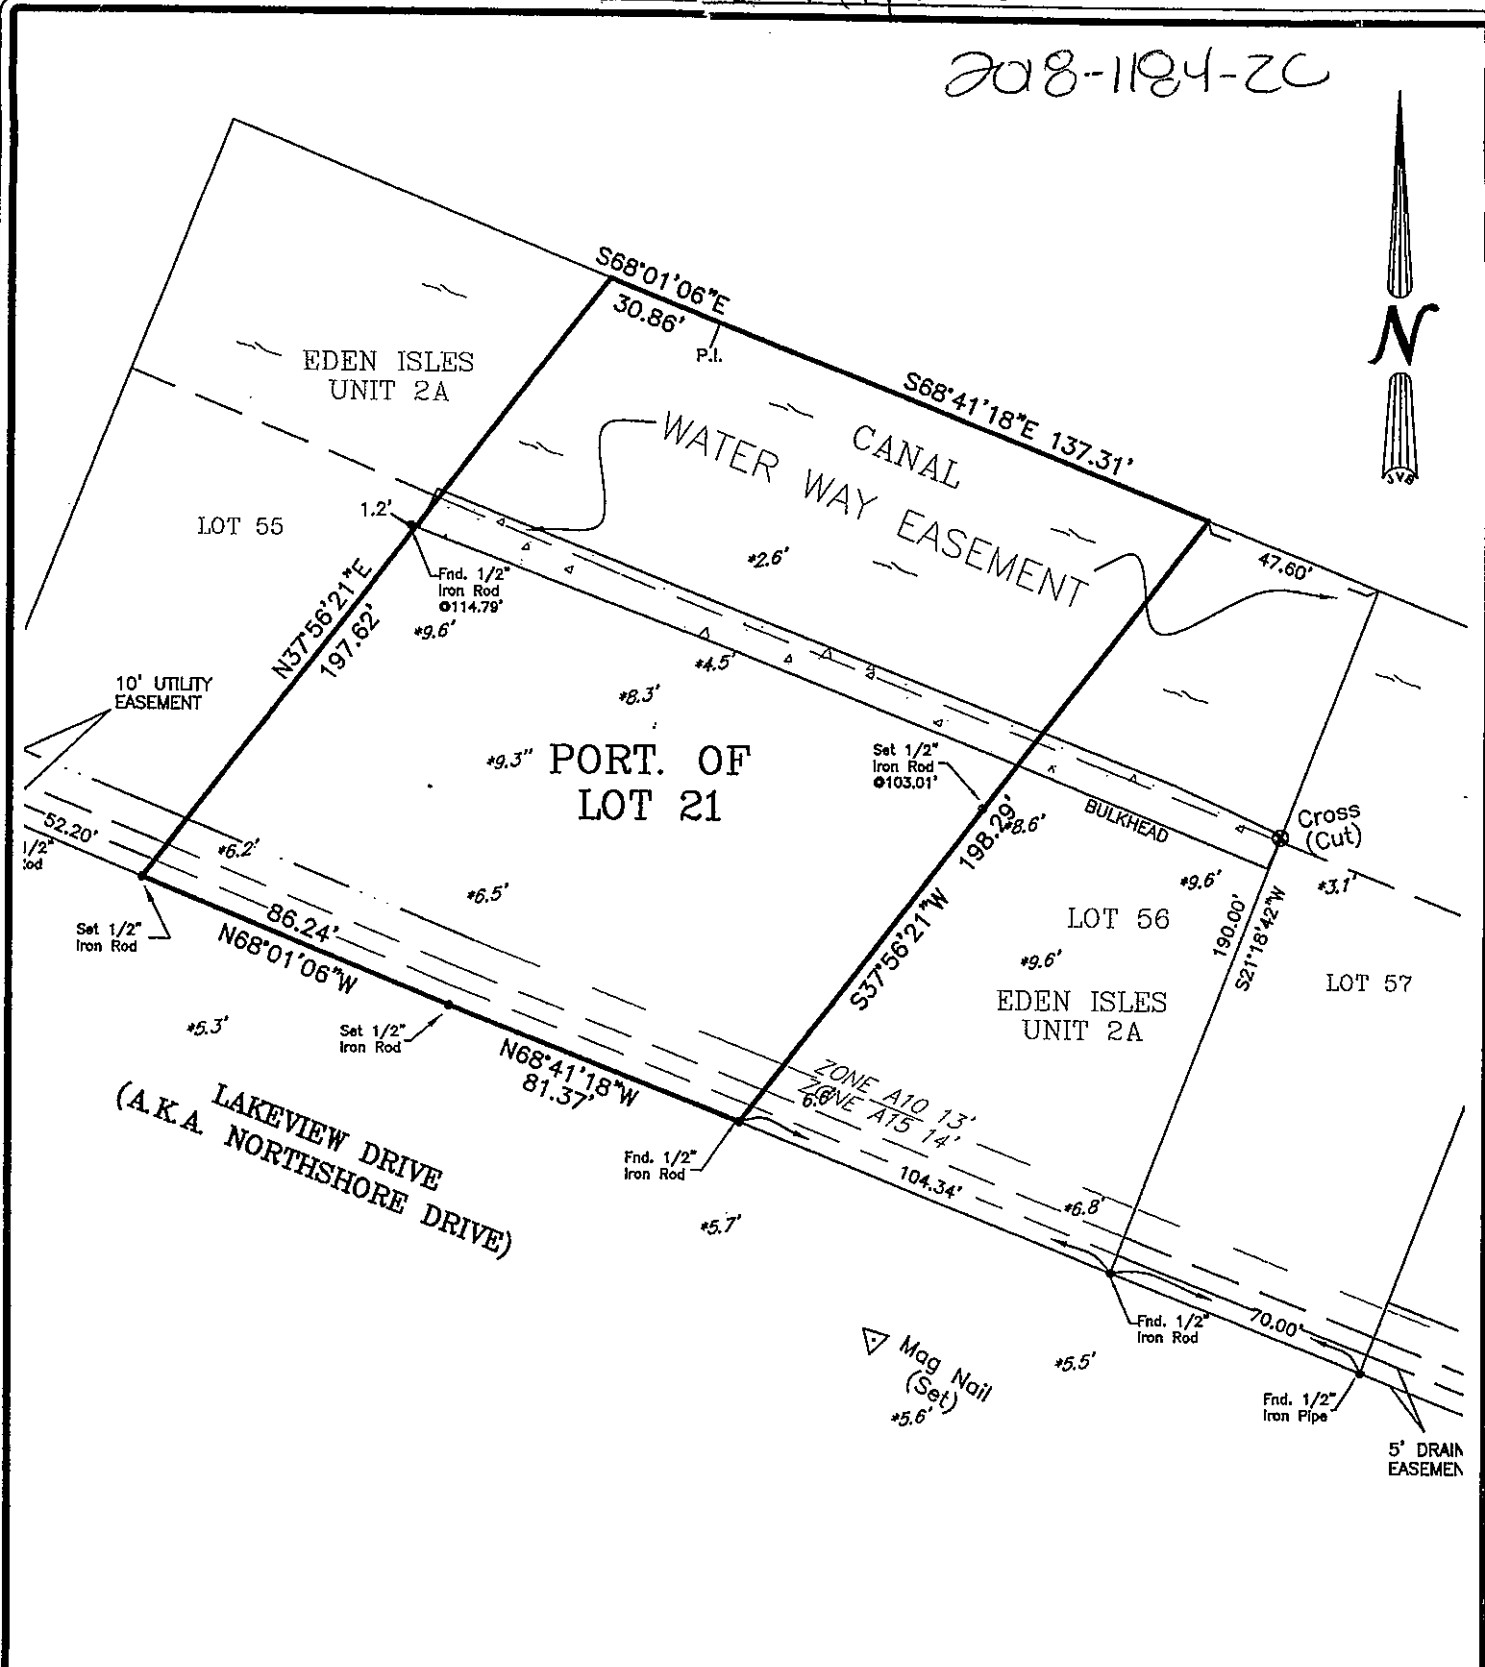 2018-1184-ZC
N
JVB
S68°01'06"E
30.86'
P.I.
S68°41'18"E 137.31'
EDEN ISLES
UNIT 2A
CANAL
WATER WAY EASEMENT
47.60'
LOT 55
1.2'
Fnd. 1/2"
Iron Rod
@114.79'
*2.6'
*9.6'
N37°56'21"E
197.62'
*4.5'
*8.3'
10' UTILITY
EASEMENT
*9.3"
PORT. OF
LOT 21
Set 1/2"
Iron Rod
@103.01'
*8.6'
BULKHEAD
Cross
(Cut)
52.20'
1/2"
*6.2'
198.29'
S37°56'21"W
*9.6'
*3.1'
*6.5'
LOT 56
190.00'
S21°18'42"W
86.24'
N68°01'06"W
Set 1/2"
Iron Rod
*9.6'
LOT 57
EDEN ISLES
UNIT 2A
*5.3'
Set 1/2"
Iron Rod
N68°41'18"W
81.37'
ZONE A10 13'
ZONE A15 14'
LAKEVIEW DRIVE
(A.K.A. NORTHSHORE DRIVE)
Fnd. 1/2"
Iron Rod
104.34'
*6.8'
*5.7'
Fnd. 1/2"
Iron Rod
70.00'
Mag Nail
(Set)
*5.6'
*5.5'
Fnd. 1/2"
Iron Pipe
5' DRAIN
EASEMEN